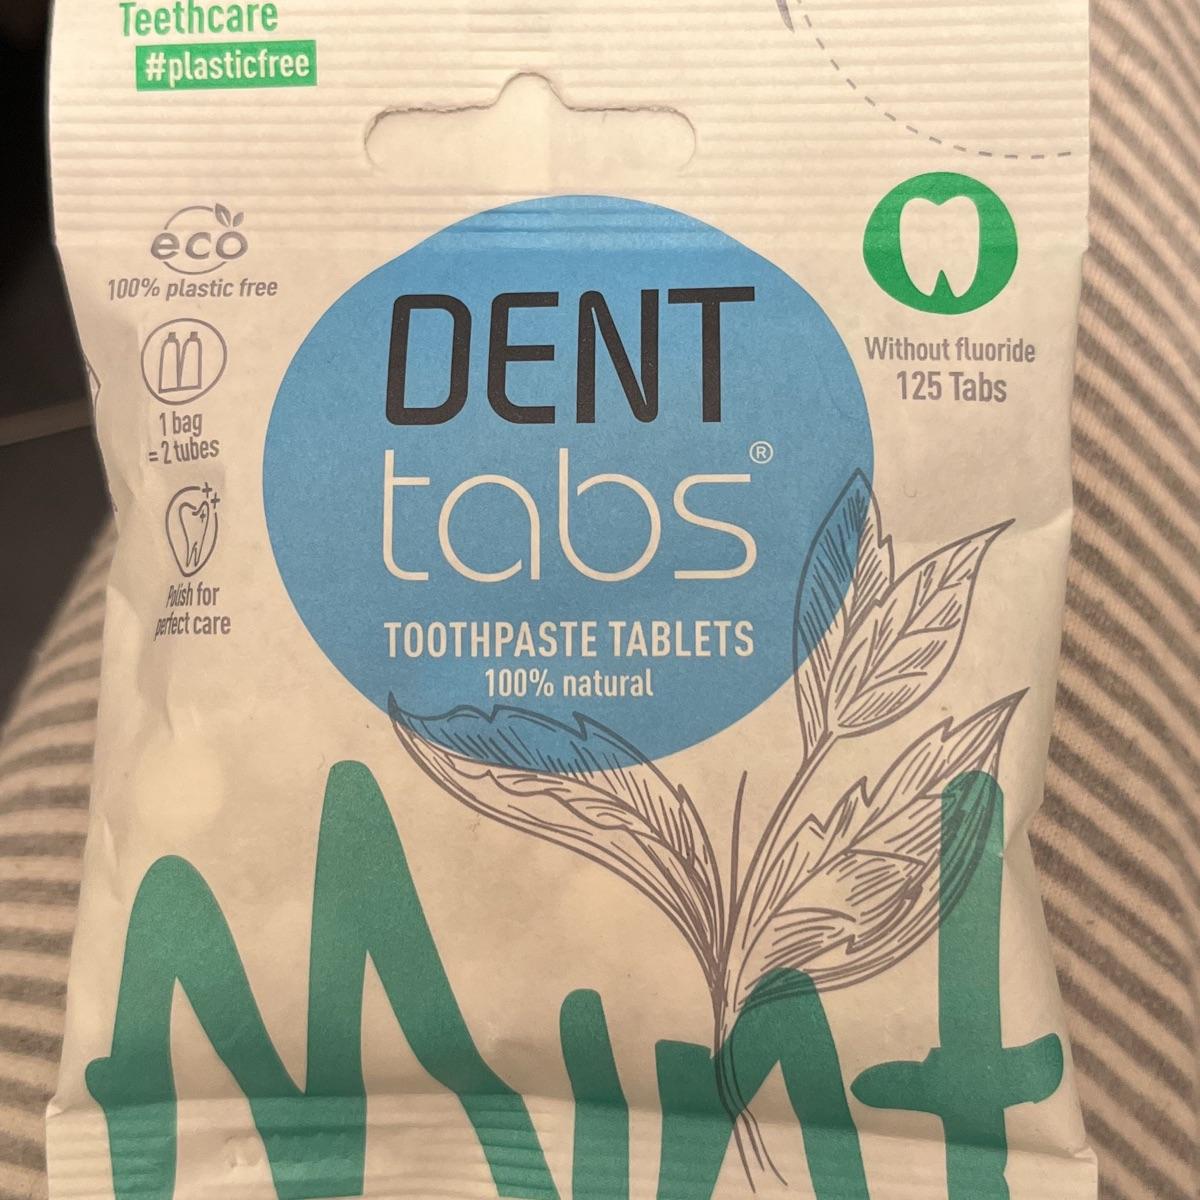 Teethcare
#plasticfree
eco
100% plastic free
1 bag
= 2 tubes
Polish for
perfect care
DENT
tabs®
TOOTHPASTE TABLETS
100% natural
Without fluoride
125 Tabs
Mint